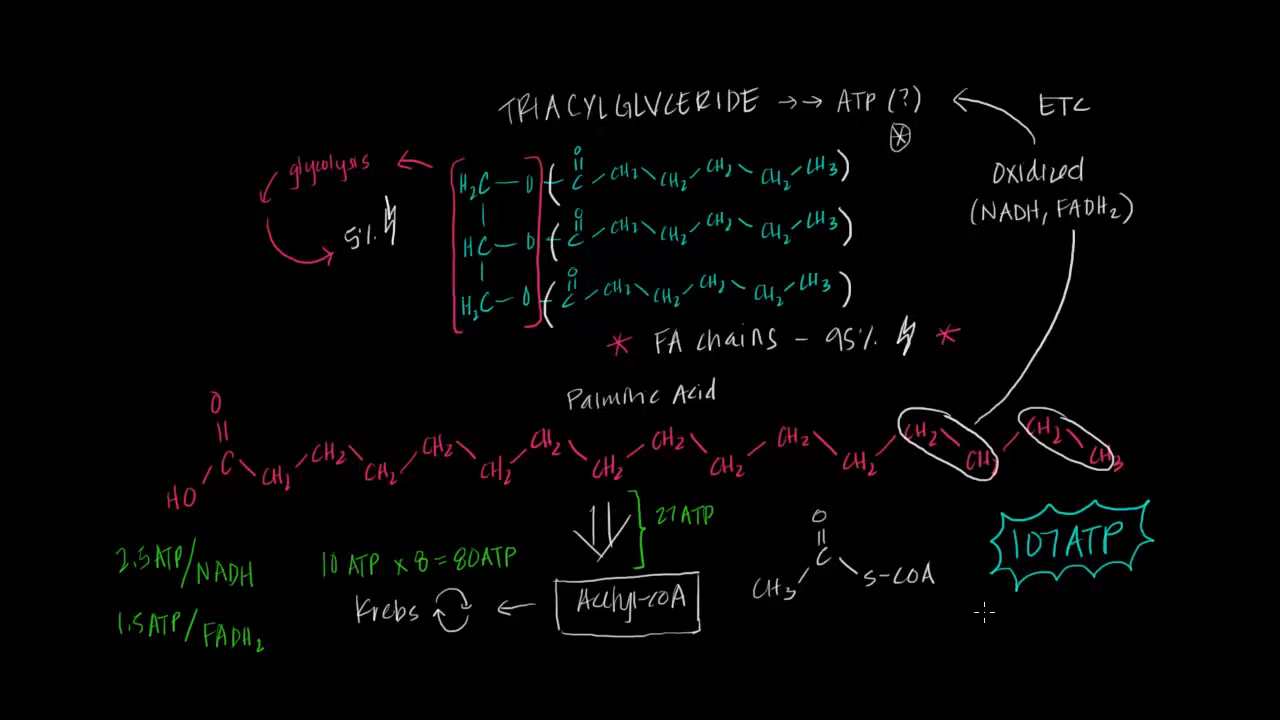 TRIACYLGLYCERIDE →→ ATP (?) ← ETC
*
glycolysis ←
5%
Oxidized
(NADH, FADH2)
H2C — O — ( C CH2 CH2 CH2 CH2 CH3 )
O
HC — O — ( C CH2 CH2 CH2 CH2 CH3 )
O
H2C — O — ( C CH2 CH2 CH2 CH2 CH3 )
O
* FA chains - 95% *
Palmitic Acid
O
HO C CH2 CH2 CH2 CH2 CH2 CH2 CH2 CH2 CH2 CH2 CH2 CH2 CH2 CH2 CH3
27 ATP
2.5 ATP/NADH
1.5 ATP/FADH2
10 ATP x 8 = 80 ATP
Krebs ← Acetyl-coA
O
CH3 C S-COA
107 ATP